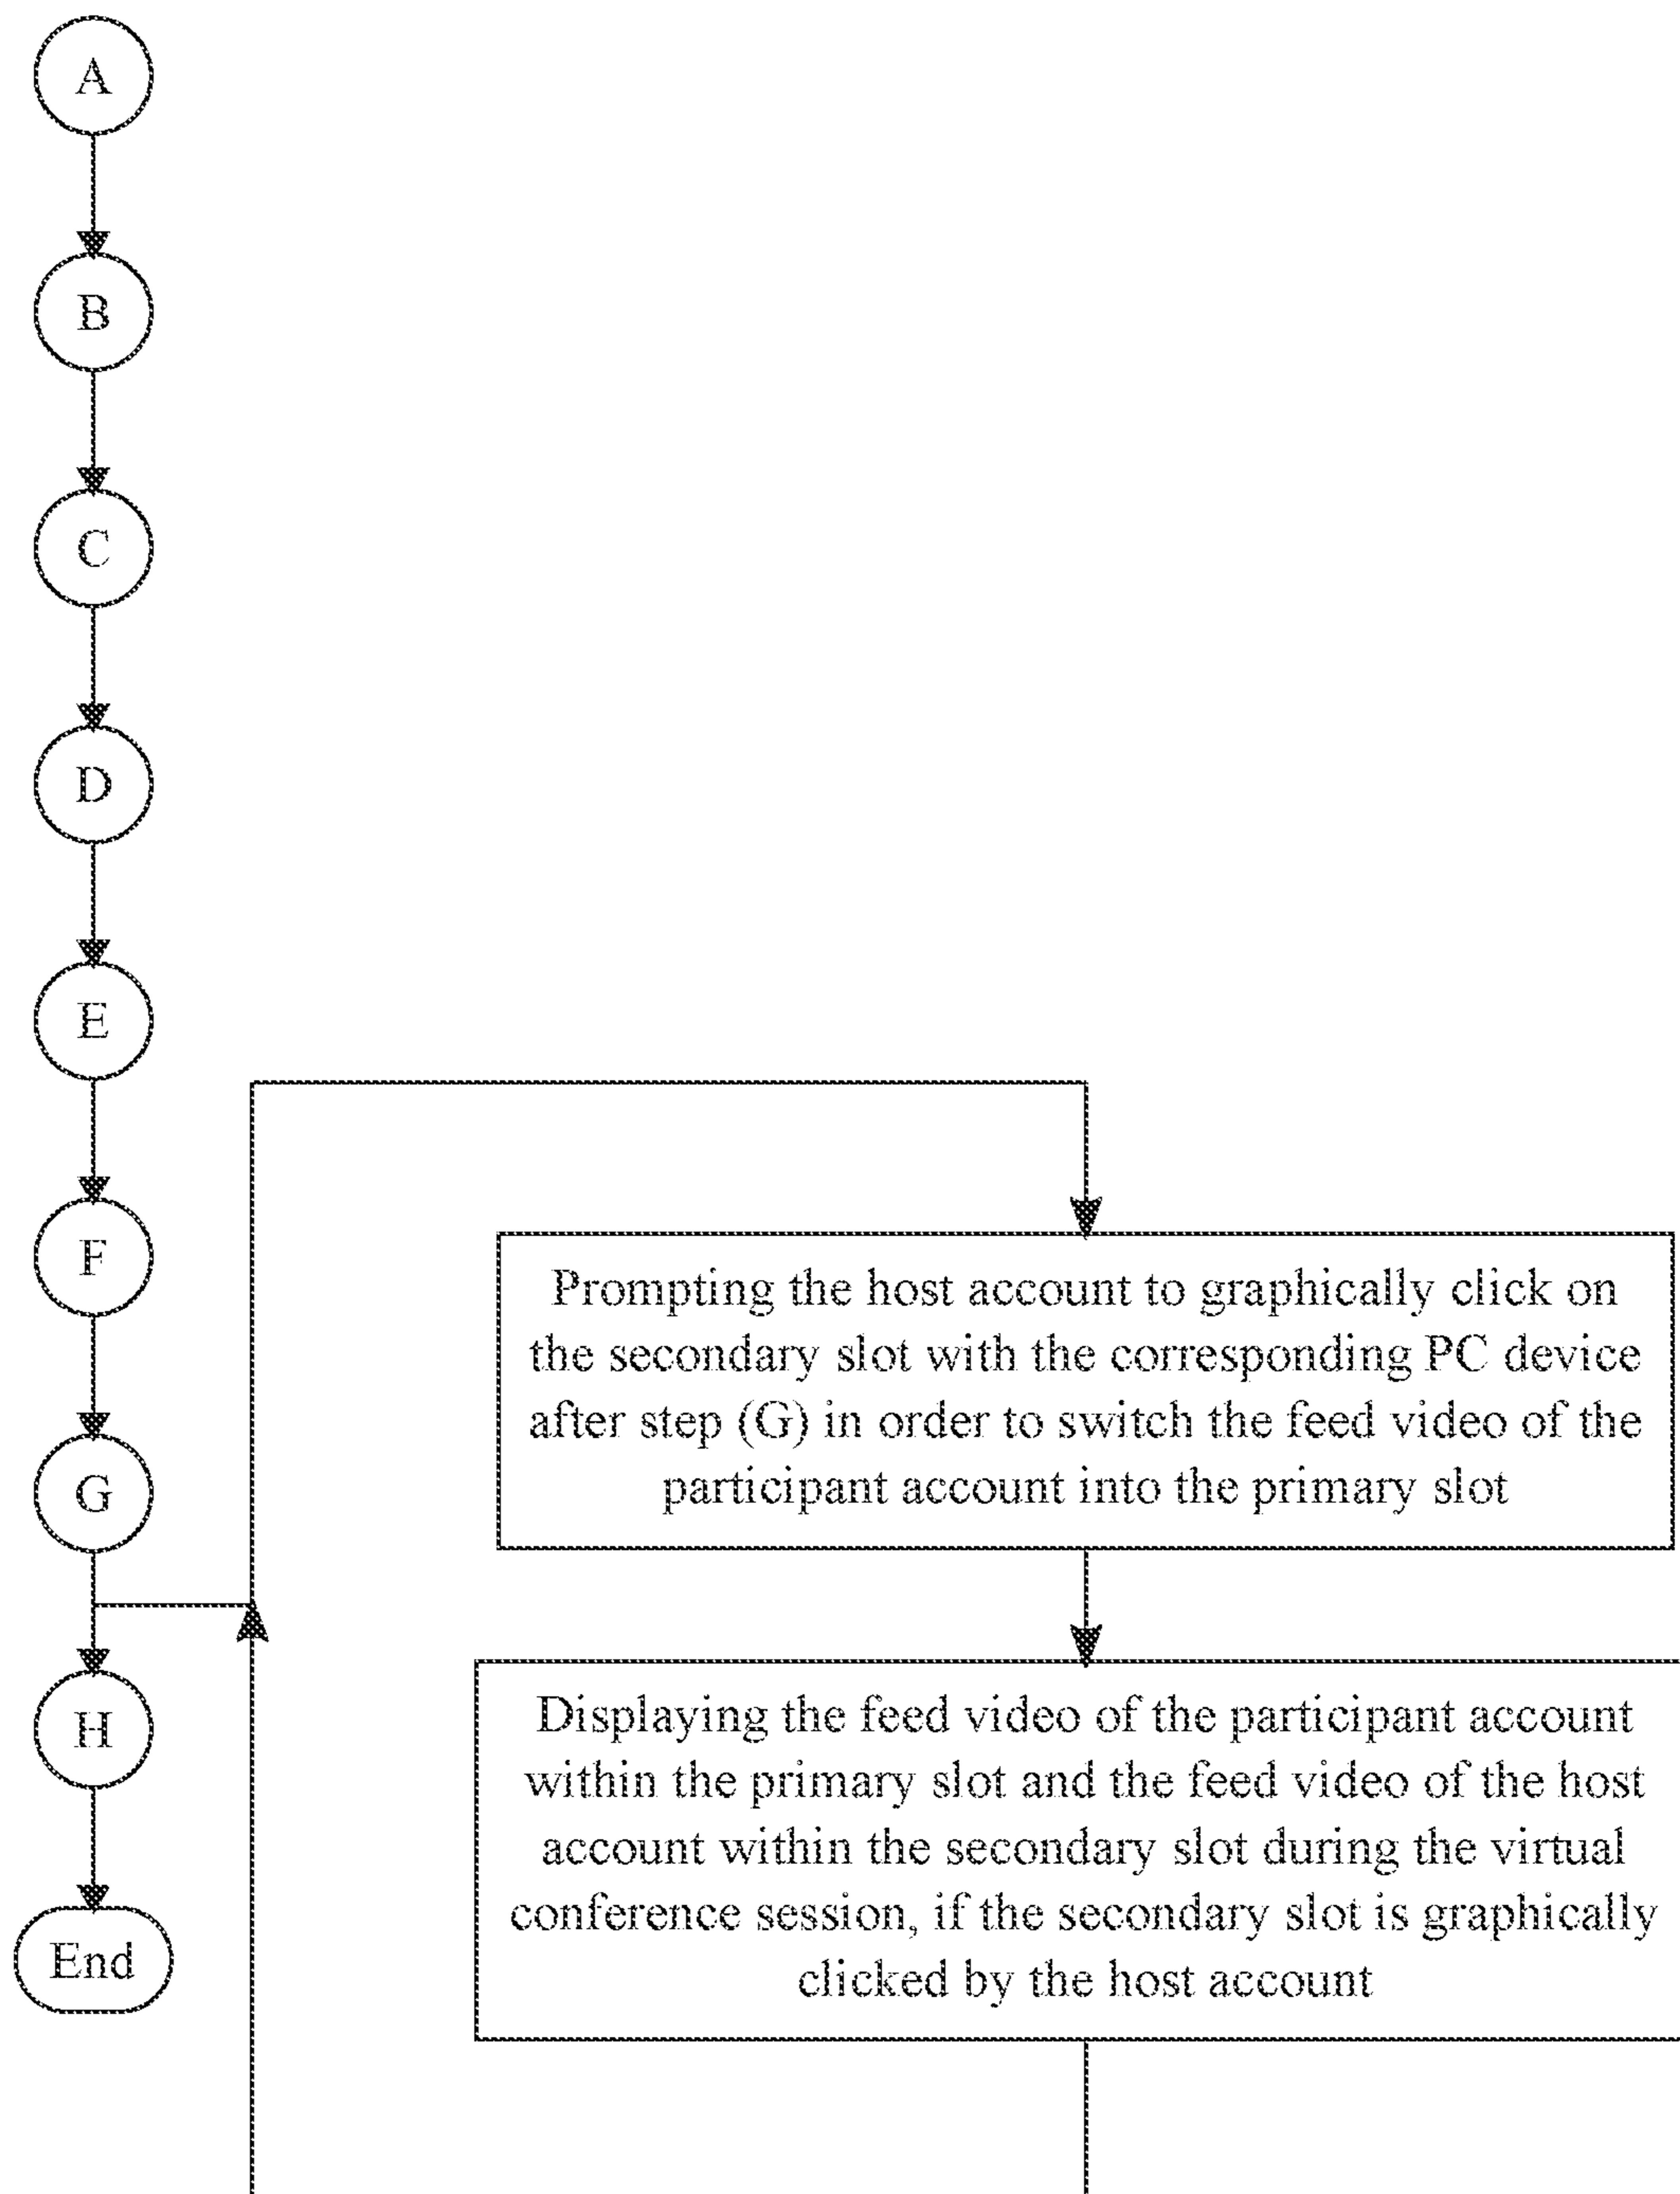 A
B
C
D
E
F
G
H
End
Prompting the host account to graphically click on
the secondary slot with the corresponding PC device
after step (G) in order to switch the feed video of the
participant account into the primary slot
Displaying the feed video of the participant account
within the primary slot and the feed video of the host
account within the secondary slot during the virtual
conference session, if the secondary slot is graphically
clicked by the host account